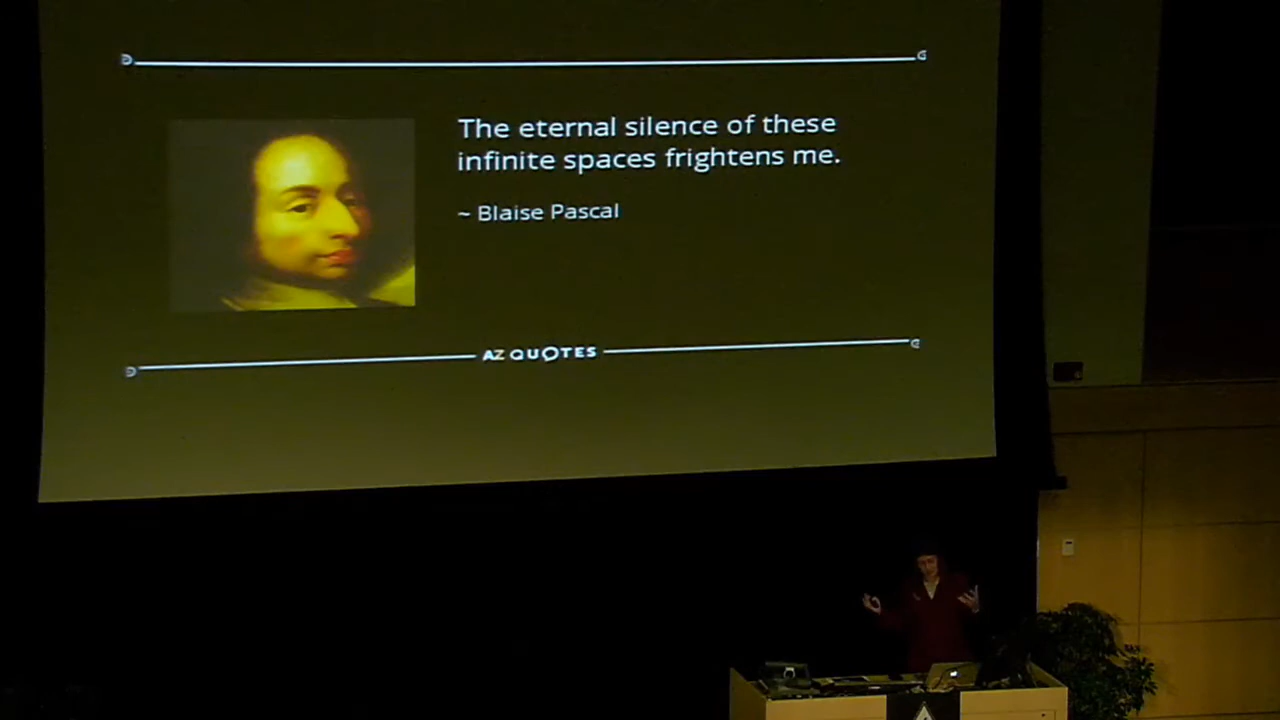 The eternal silence of these
infinite spaces frightens me.
~ Blaise Pascal
AZ QUOTES